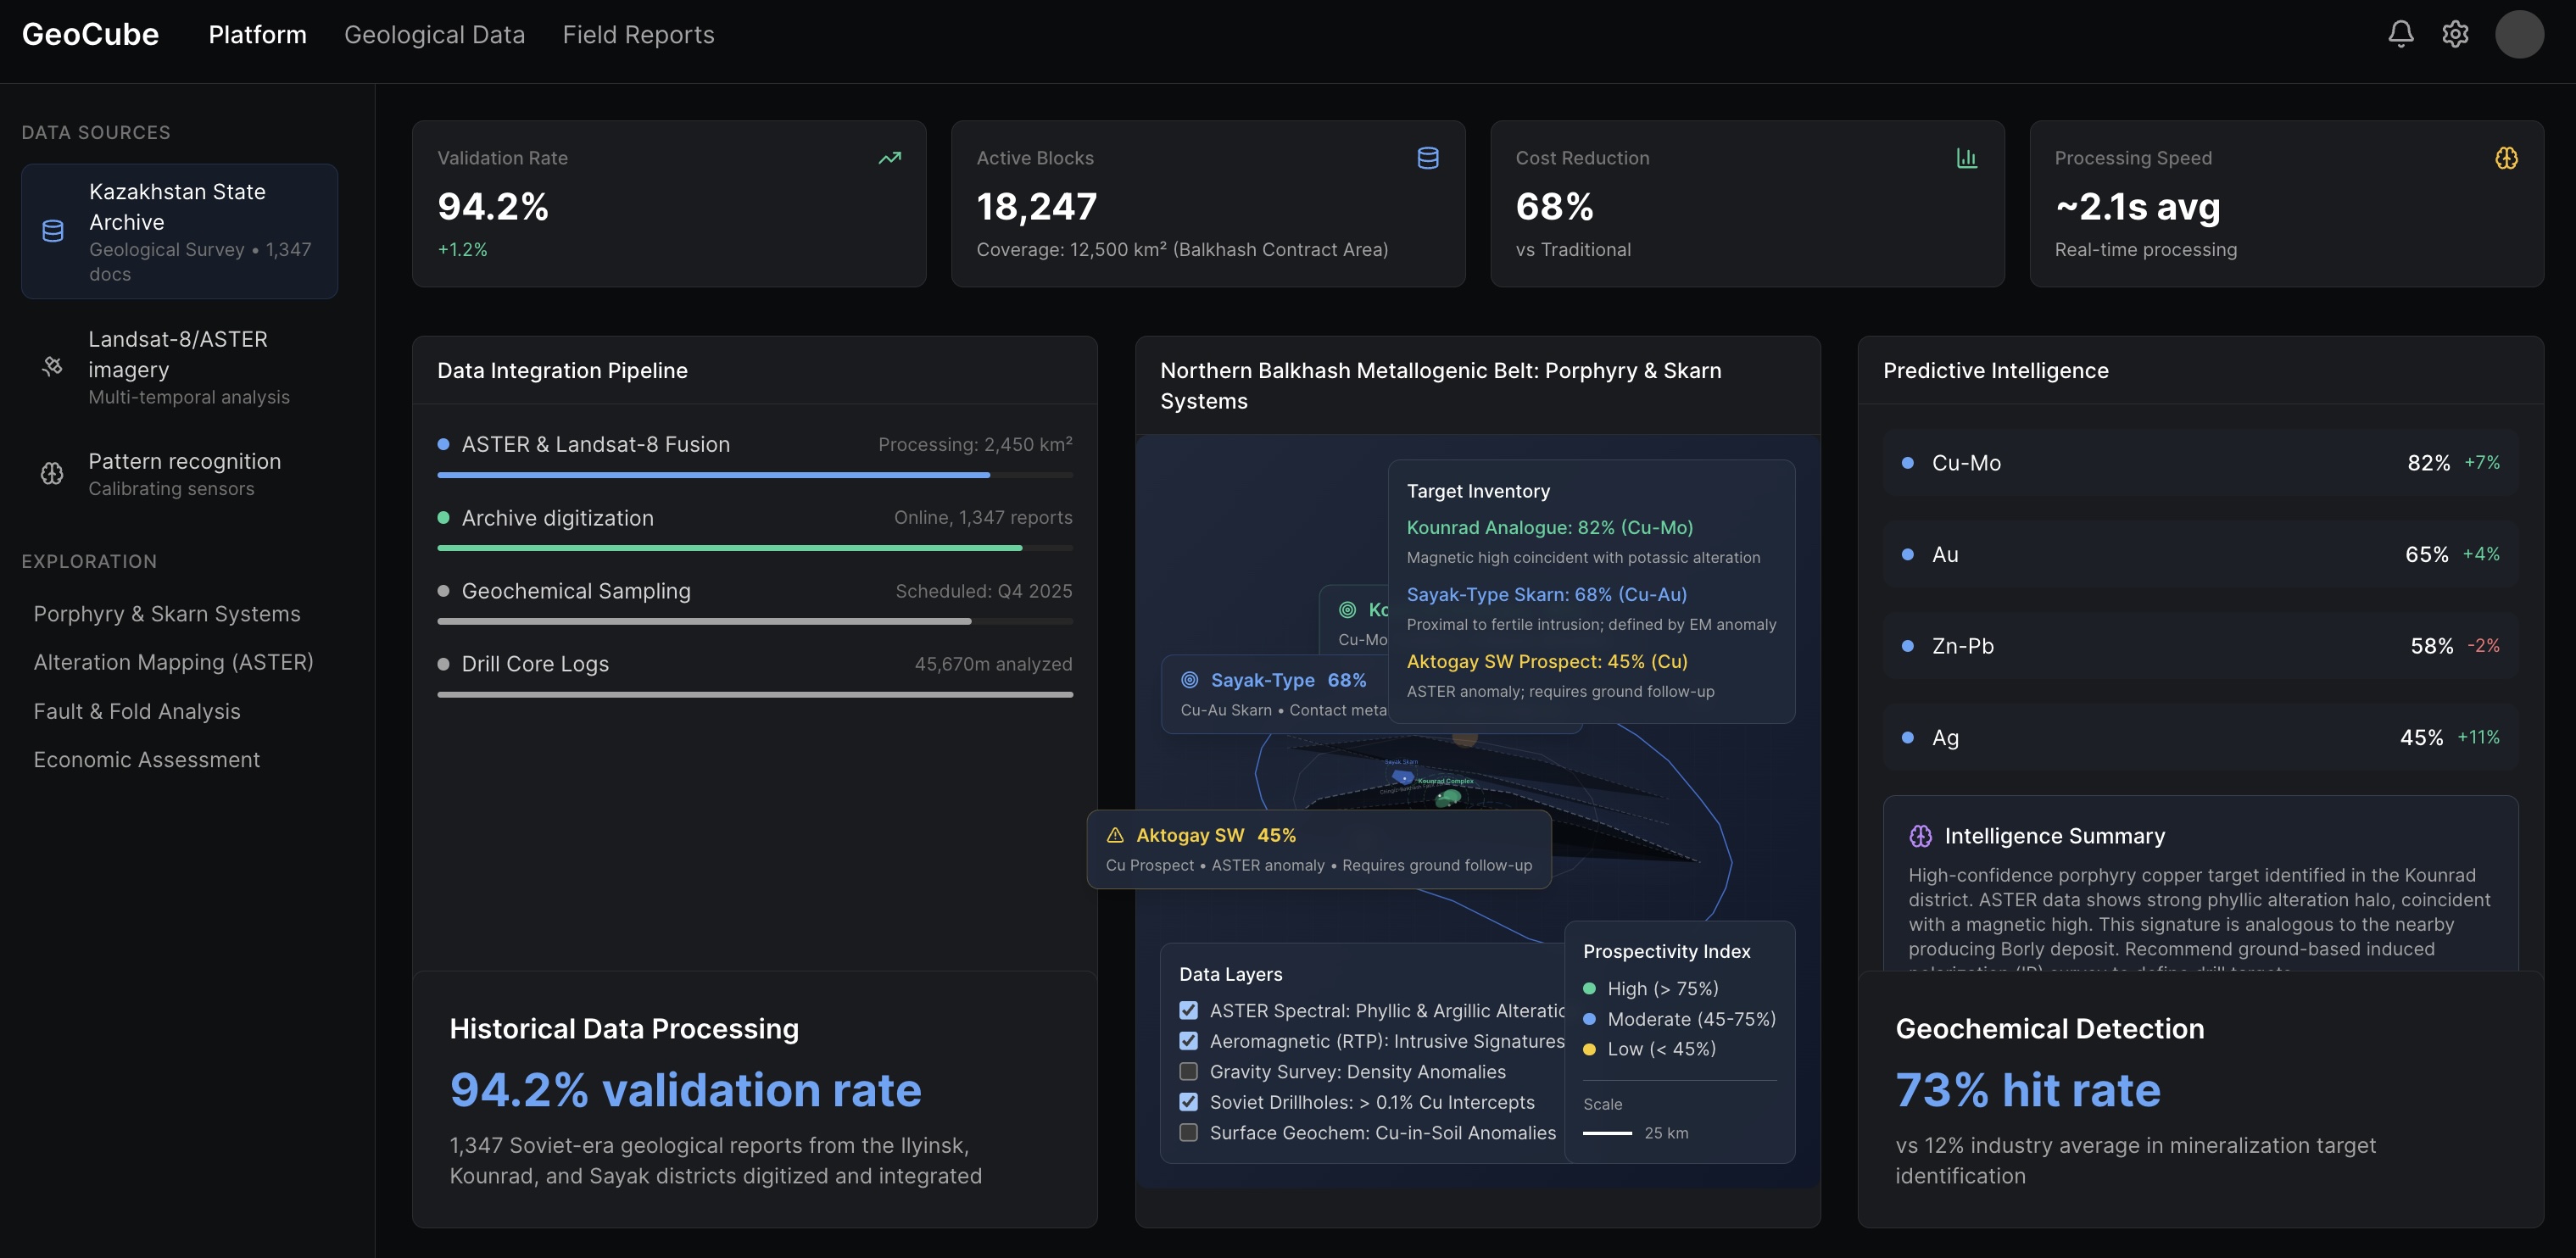 GeoCube
Platform
Geological Data
Field Reports
DATA SOURCES
Kazakhstan State
Archive
Geological Survey • 1,347
docs
Landsat-8/ASTER
imagery
Multi-temporal analysis
Pattern recognition
Calibrating sensors
EXPLORATION
Porphyry & Skarn Systems
Alteration Mapping (ASTER)
Fault & Fold Analysis
Economic Assessment
Validation Rate
94.2%
+1.2%
Active Blocks
18,247
Coverage: 12,500 km² (Balkhash Contract Area)
Cost Reduction
68%
vs Traditional
Processing Speed
~2.1s avg
Real-time processing
Data Integration Pipeline
ASTER & Landsat-8 Fusion
Processing: 2,450 km²
Archive digitization
Online, 1,347 reports
Geochemical Sampling
Scheduled: Q4 2025
Drill Core Logs
45,670m analyzed
Historical Data Processing
94.2% validation rate
1,347 Soviet-era geological reports from the Ilyinsk,
Kounrad, and Sayak districts digitized and integrated
Northern Balkhash Metallogenic Belt: Porphyry & Skarn
Systems
Target Inventory
Kounrad Analogue: 82% (Cu-Mo)
Magnetic high coincident with potassic alteration
Sayak-Type Skarn: 68% (Cu-Au)
Proximal to fertile intrusion; defined by EM anomaly
Aktogay SW Prospect: 45% (Cu)
ASTER anomaly; requires ground follow-up
Ko
Cu-Mo
Sayak-Type 68%
Cu-Au Skarn • Contact meta
Sayak Skarn
Kounrad Complex
Aktogay SW 45%
Cu Prospect • ASTER anomaly • Requires ground follow-up
Data Layers
ASTER Spectral: Phyllic & Argillic Alteratio
Aeromagnetic (RTP): Intrusive Signatures
Gravity Survey: Density Anomalies
Soviet Drillholes: > 0.1% Cu Intercepts
Surface Geochem: Cu-in-Soil Anomalies
Prospectivity Index
High (> 75%)
Moderate (45-75%)
Low (< 45%)
Scale
25 km
Predictive Intelligence
Cu-Mo
82% +7%
Au
65% +4%
Zn-Pb
58% -2%
Ag
45% +11%
Intelligence Summary
High-confidence porphyry copper target identified in the Kounrad
district. ASTER data shows strong phyllic alteration halo, coincident
with a magnetic high. This signature is analogous to the nearby
producing Borly deposit. Recommend ground-based induced
polarization (IP) survey to define drill targets.
Geochemical Detection
73% hit rate
vs 12% industry average in mineralization target
identification